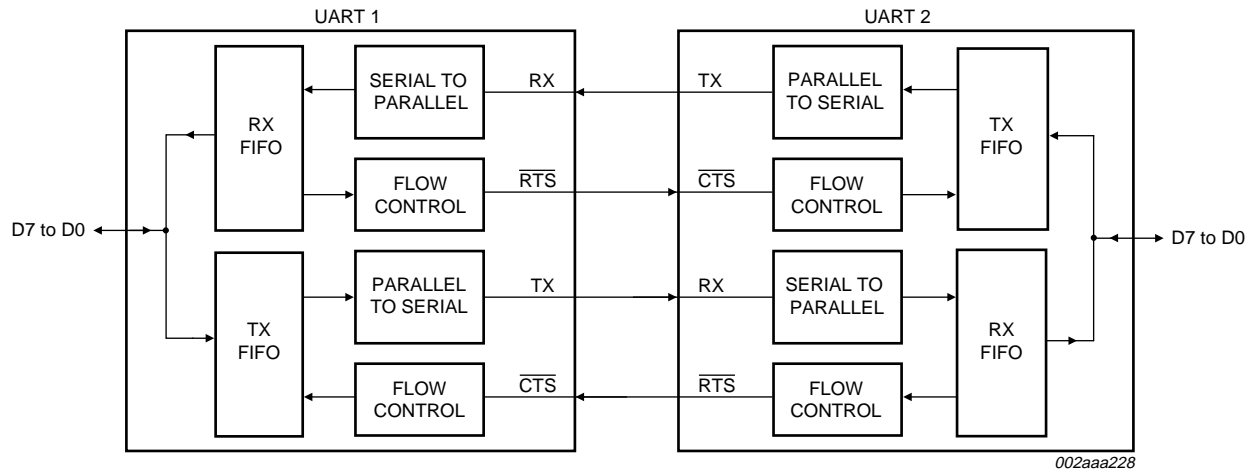 UART 1
UART 2
SERIAL TO
PARALLEL
RX
TX
PARALLEL
TO SERIAL
RX
FIFO
TX
FIFO
FLOW
CONTROL
RTS
CTS
FLOW
CONTROL
D7 to D0
D7 to D0
PARALLEL
TO SERIAL
TX
RX
SERIAL TO
PARALLEL
TX
FIFO
RX
FIFO
FLOW
CONTROL
CTS
RTS
FLOW
CONTROL
002aaa228